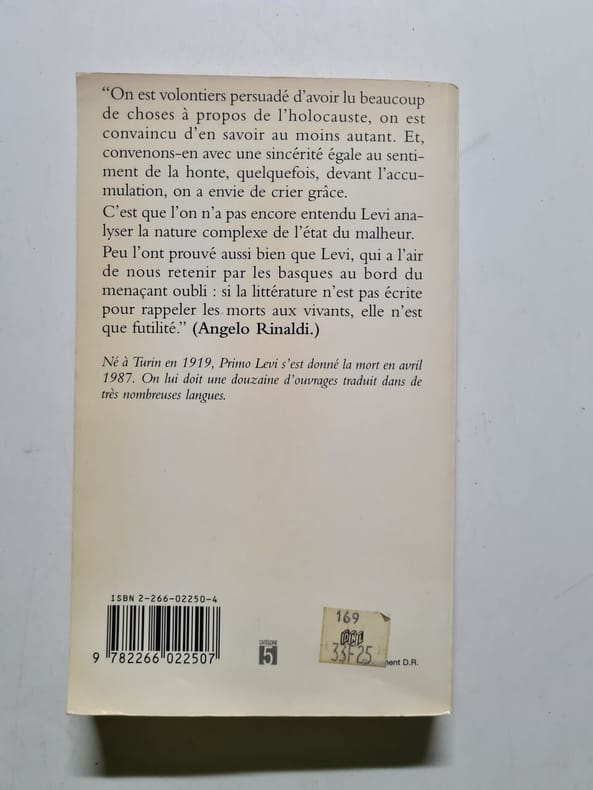 “On est volontiers persuadé d'avoir lu beaucoup
de choses à propos de l'holocauste, on est
convaincu d'en savoir au moins autant. Et,
convenons-en avec une sincérité égale au senti-
ment de la honte, quelquefois, devant l'accu-
mulation, on a envie de crier grâce.
C'est que l'on n'a pas encore entendu Levi ana-
lyser la nature complexe de l'état du malheur.
Peu l'ont prouvé aussi bien que Levi, qui a l'air
de nous retenir par les basques au bord du
menaçant oubli : si la littérature n'est pas écrite
pour rappeler les morts aux vivants, elle n'est
que futilité.” (Angelo Rinaldi.)
Né à Turin en 1919, Primo Levi s'est donné la mort en avril
1987. On lui doit une douzaine d'ouvrages traduit dans de
très nombreuses langues.
ISBN 2-266-02250-4
9 782266 022507
CATÉGORIE
5
169
33F25
D.R.